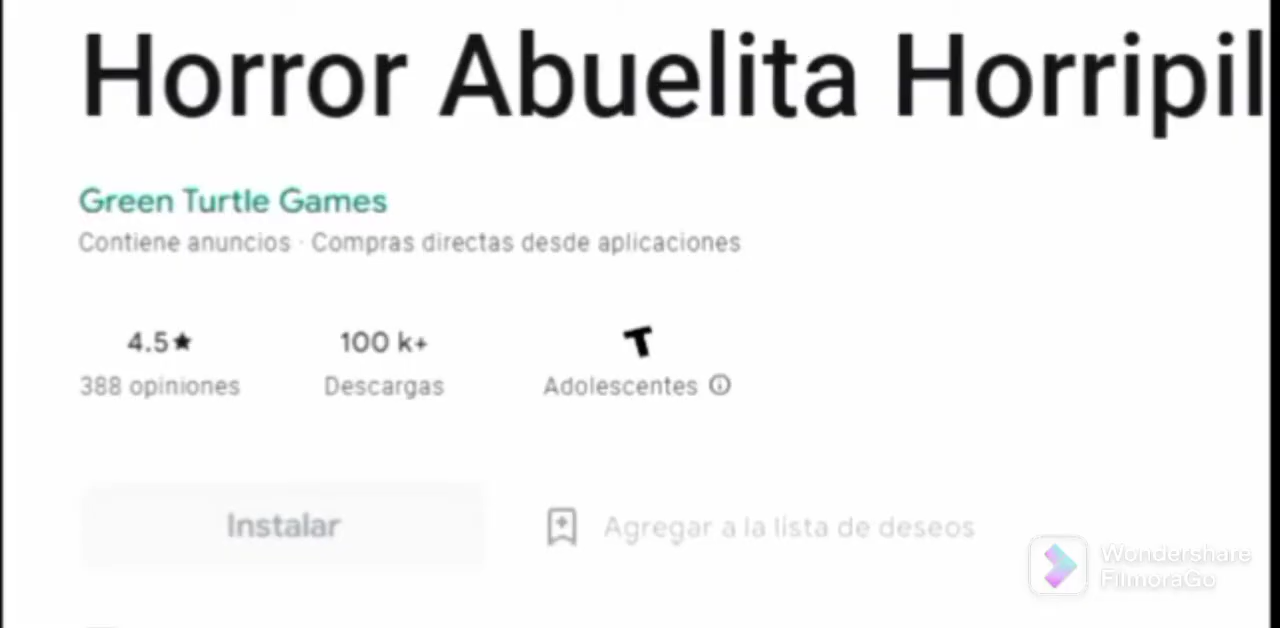 Horror Abuelita Horripil
Green Turtle Games
Contiene anuncios · Compras directas desde aplicaciones
4.5★ 100 k+ T
388 opiniones Descargas Adolescentes
Instalar Agregar a la lista de deseos
Wondershare
FilmoraGo